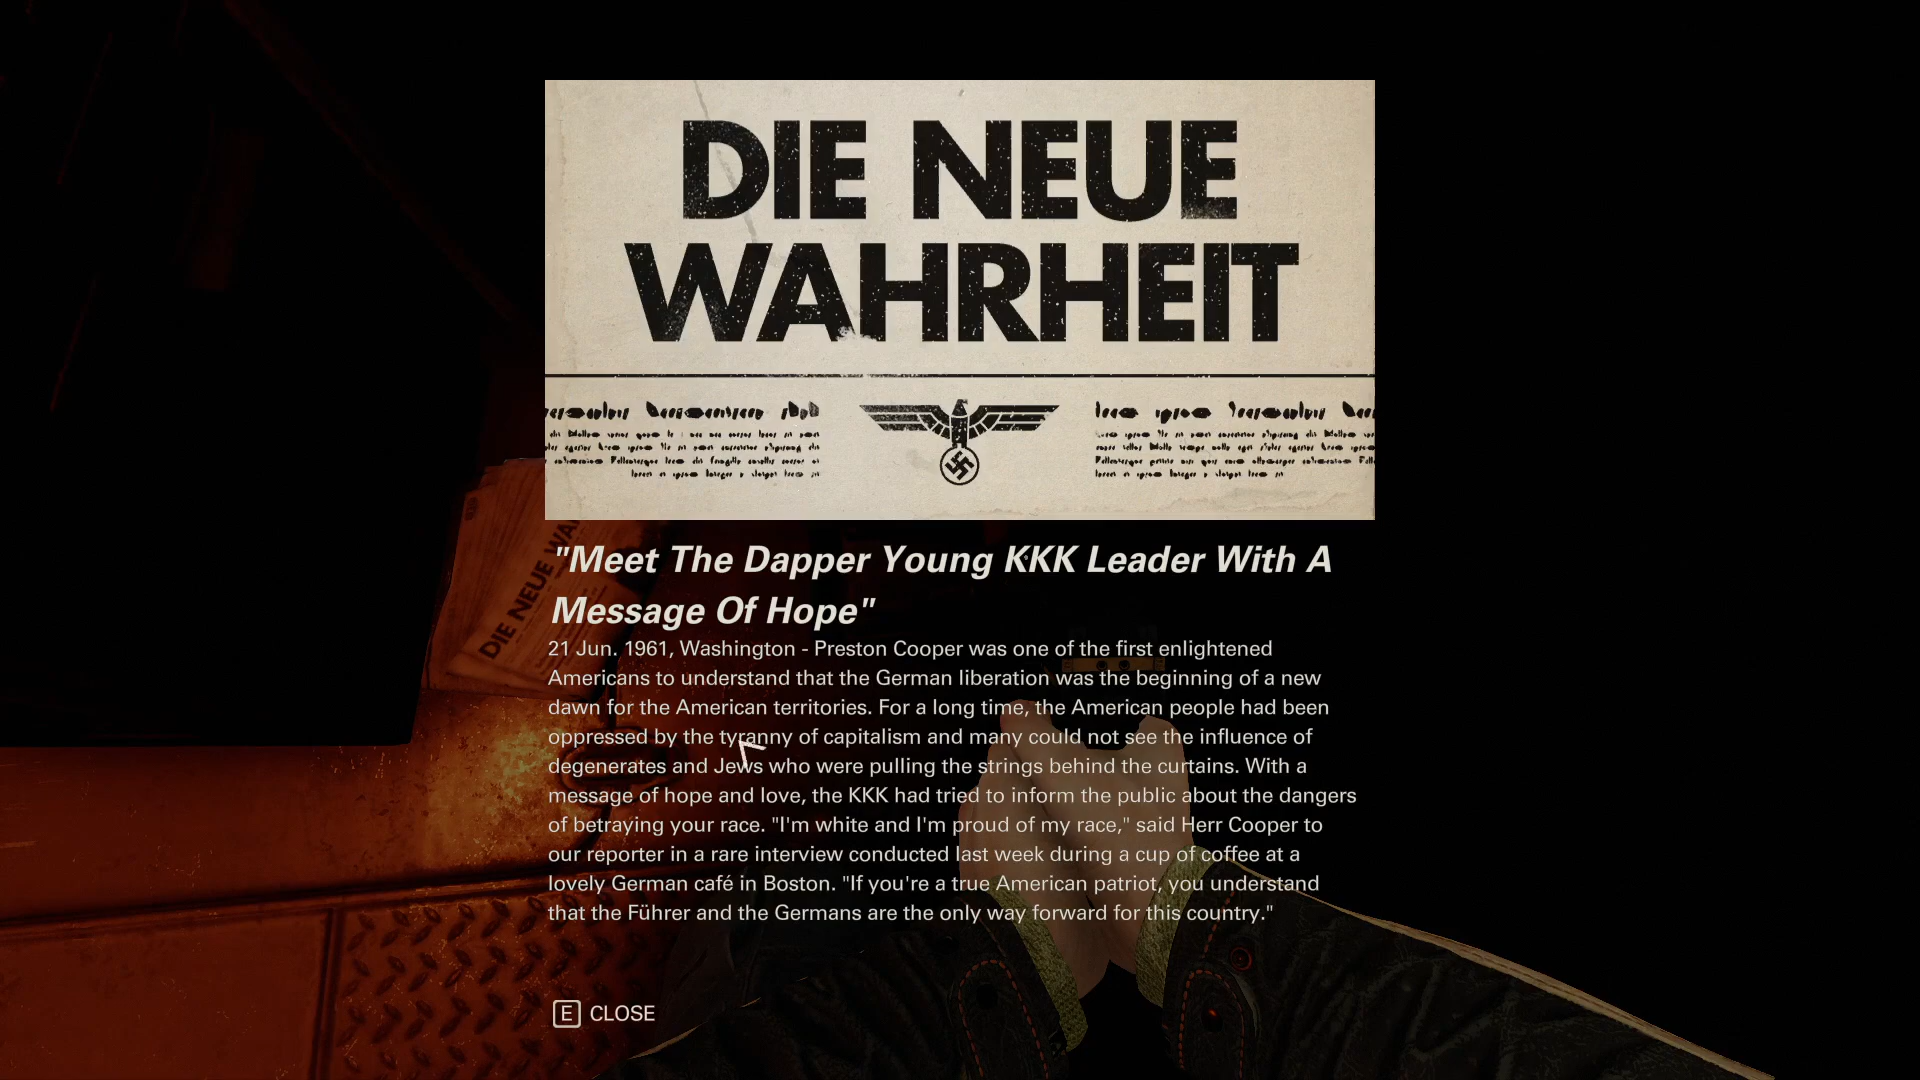 DIE NEUE
WAHRHEIT
"Meet The Dapper Young KKK Leader With A
Message Of Hope"
21 Jun. 1961, Washington - Preston Cooper was one of the first enlightened
Americans to understand that the German liberation was the beginning of a new
dawn for the American territories. For a long time, the American people had been
oppressed by the tyranny of capitalism and many could not see the influence of
degenerates and Jews who were pulling the strings behind the curtains. With a
message of hope and love, the KKK had tried to inform the public about the dangers
of betraying your race. "I'm white and I'm proud of my race," said Herr Cooper to
our reporter in a rare interview conducted last week during a cup of coffee at a
lovely German café in Boston. "If you're a true American patriot, you understand
that the Führer and the Germans are the only way forward for this country."
E CLOSE
DIE NEUE WA